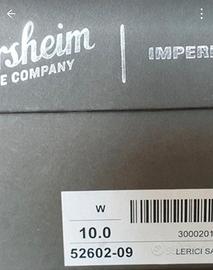 rsheim
E COMPANY
IMPERI
W
10.0
3000201
52602-09
LERICI SA